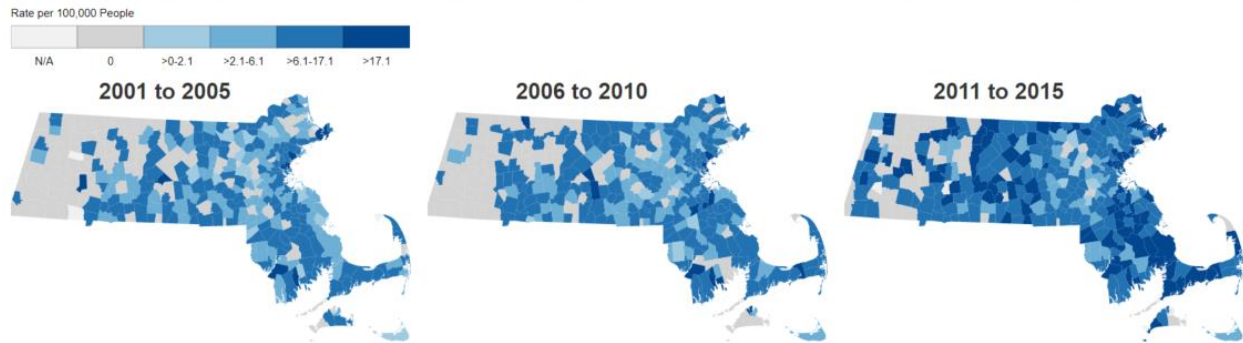 Rate per 100,000 People
N/A 0 >0-2.1 >2.1-6.1 >6.1-17.1 >17.1
2001 to 2005 2006 to 2010 2011 to 2015